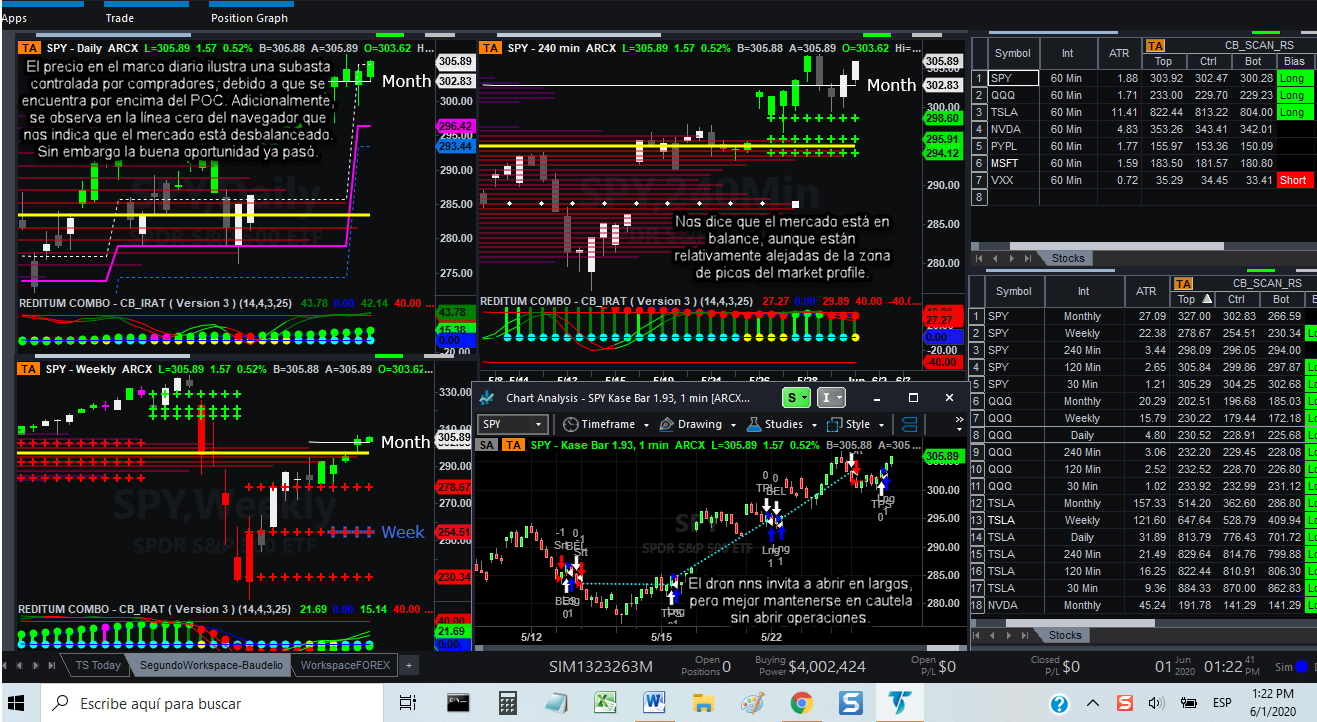 Apps Trade Position Graph
TA SPY - Daily ARCX L=305.89 1.57 0.52% B=305.88 A=305.89 O=303.62 H...
El precio en el marco diario ilustra una subasta
controlada por compradores, debido a que se
encuentra por encima del POC. Adicionalmente,
se observa en la línea cero del navegador que
nos indica que el mercado está desbalanceado.
Sin embargo la buena oportunidad ya pasó.
Month
305.89
302.83
300.00
296.42
295.00
293.44
290.00
285.00
280.00
275.00
SPY,Daily
SPDR S&P 500 ETF
REDITUM COMBO - CB_IRAT ( Version 3 ) (14,4,3,25) 43.78 0.00 42.14 40.00 ...
43.78
15.38
0.00
-20.00
TA SPY - 240 min ARCX L=305.89 1.57 0.52% B=305.88 A=305.89 O=303.62 Hi=...
Month
305.89
305.00
302.83
300.00
298.60
295.91
294.12
290.00
285.00
280.00
SPY,240Min
SPDR S&P 500 ETF
Nos dice que el mercado está en
balance, aunque están
relativamente alejadas de la zona
de picos del market profile.
REDITUM COMBO - CB_IRAT ( Version 3 ) (14,4,3,25) 27.27 0.00 29.89 40.00 -40.(...
27.27
0.00
-20.00
-40.00
5/8 5/11 5/13 5/15 5/19 5/21 5/26 5/28 Jun 6/2 6/3
TA SPY - Weekly ARCX L=305.89 1.57 0.52% B=305.88 A=305.89 O=303.62...
330.00
Month
305.89
290.00
278.67
270.00
254.51
Week
250.00
230.34
SPY,Weekly
SPDR S&P 500 ETF
REDITUM COMBO - CB_IRAT ( Version 3 ) (14,4,3,25) 21.69 0.00 15.14 40.00 ...
40.00
21.69
0.00
Chart Analysis - SPY Kase Bar 1.93, 1 min [ARCX... S I
SPY Timeframe Drawing Studies Style »
SA TA SPY - Kase Bar 1.93, 1 min ARCX L=305.89 1.57 0.52% B=305.88 A=305...
305.89
300.00
295.00
290.00
285.00
280.00
SPDR S&P 500 ETF
El dron nns invita a abrir en largos,
pero mejor mantenerse en cautela
sin abrir operaciones.
5/12 5/15 5/22
TA CB_SCAN_RS
Symbol Int ATR Top Ctrl Bot Bias
1 SPY 60 Min 1.88 303.92 302.47 300.28 Long
2 QQQ 60 Min 1.71 233.00 229.70 229.23 Long
3 TSLA 60 Min 11.41 822.44 813.22 804.00 Long
4 NVDA 60 Min 4.83 353.26 343.41 342.01
5 PYPL 60 Min 1.77 155.97 153.36 150.09
6 MSFT 60 Min 1.59 183.50 181.57 180.80
7 VXX 60 Min 0.72 35.29 34.45 33.41 Short
8
Stocks
TA CB_SCAN_RS
Symbol Int ATR Top Ctrl Bot
1 SPY Monthly 27.09 327.00 302.83 266.59
2 SPY Weekly 22.38 278.67 254.51 230.34
3 SPY 240 Min 3.44 298.09 296.05 294.00
4 SPY 120 Min 2.65 305.84 299.86 297.87
5 SPY 30 Min 1.21 305.29 304.25 302.68
6 QQQ Monthly 20.29 202.51 196.68 185.03
7 QQQ Weekly 15.79 230.22 179.44 172.18
8 QQQ Daily 4.80 230.52 228.91 225.68
9 QQQ 240 Min 3.06 232.20 229.45 228.08
10 QQQ 120 Min 2.52 232.52 228.70 226.80
11 QQQ 30 Min 1.02 233.92 232.99 231.12
12 TSLA Monthly 157.33 514.20 362.60 286.80
13 TSLA Weekly 121.60 647.64 528.79 409.94
14 TSLA Daily 31.89 813.79 776.43 701.72
15 TSLA 240 Min 21.49 829.64 814.76 799.88
16 TSLA 120 Min 16.25 822.44 810.91 806.30
17 TSLA 30 Min 9.36 884.33 870.00 862.83
18 NVDA Monthly 45.24 191.78 141.29 141.29
Stocks
TS Today SegundoWorkspace-Baudelio WorkspaceFOREX +
SIM1323263M Open Positions 0 Buying Power $4,002,424 Open P/L $0 Closed P/L $0 01 Jun 2020 01:22 41 PM Sim
Escribe aquí para buscar
ESP
1:22 PM
6/1/2020